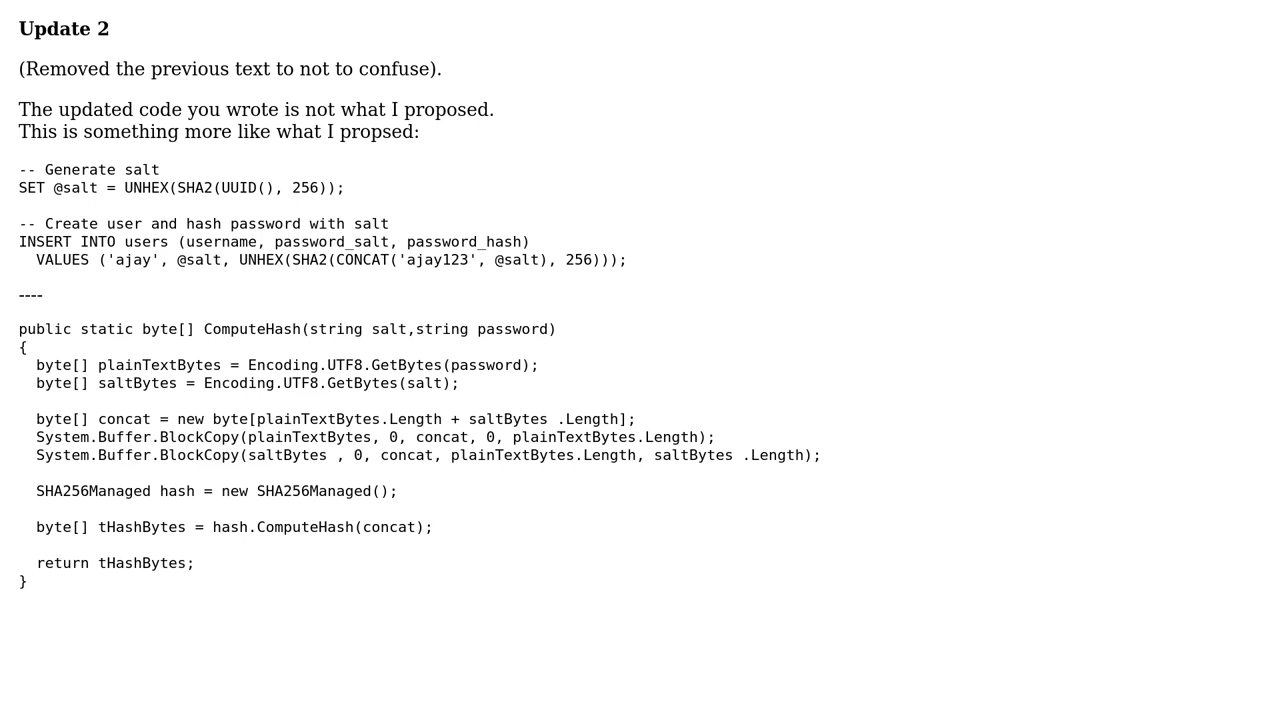 Update 2
(Removed the previous text to not to confuse).
The updated code you wrote is not what I proposed.
This is something more like what I propsed:
-- Generate salt
SET @salt = UNHEX(SHA2(UUID(), 256));
-- Create user and hash password with salt
INSERT INTO users (username, password_salt, password_hash)
  VALUES ('ajay', @salt, UNHEX(SHA2(CONCAT('ajay123', @salt), 256)));
----
public static byte[] ComputeHash(string salt,string password)
{
  byte[] plainTextBytes = Encoding.UTF8.GetBytes(password);
  byte[] saltBytes = Encoding.UTF8.GetBytes(salt);
  byte[] concat = new byte[plainTextBytes.Length + saltBytes .Length];
  System.Buffer.BlockCopy(plainTextBytes, 0, concat, 0, plainTextBytes.Length);
  System.Buffer.BlockCopy(saltBytes , 0, concat, plainTextBytes.Length, saltBytes .Length);
  SHA256Managed hash = new SHA256Managed();
  byte[] tHashBytes = hash.ComputeHash(concat);
  return tHashBytes;
}